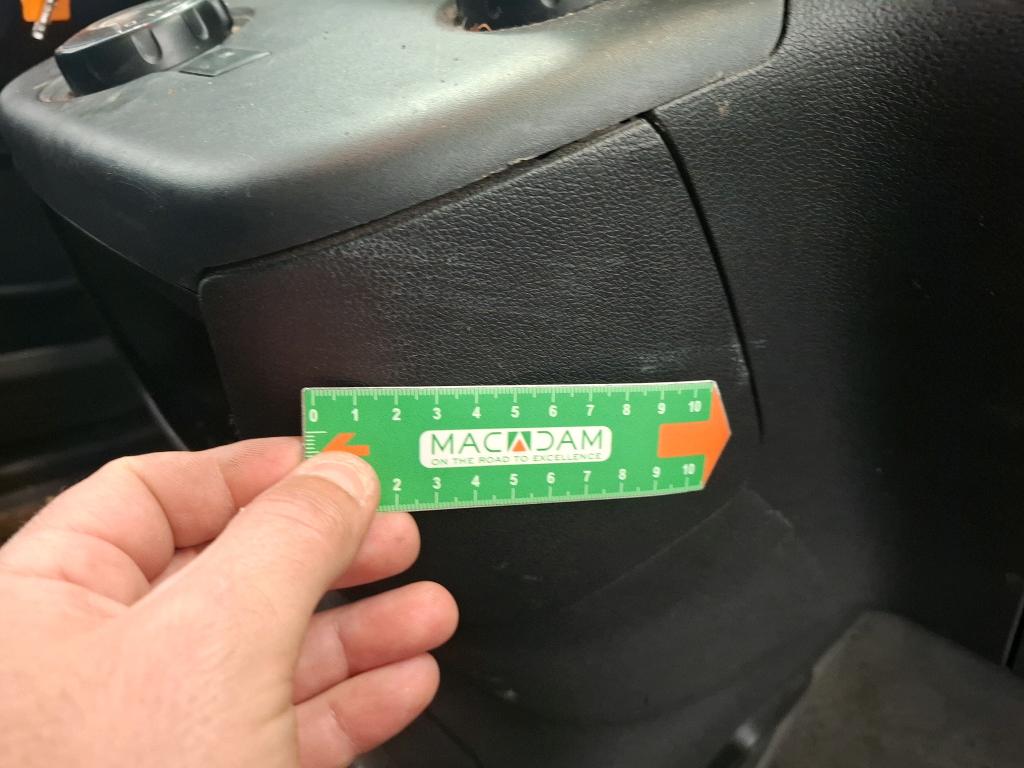 0 1 2 3 4 5 6 7 8 9 10
MACADAM
ON THE ROAD TO EXCELLENCE
2 3 4 5 6 7 8 9 10